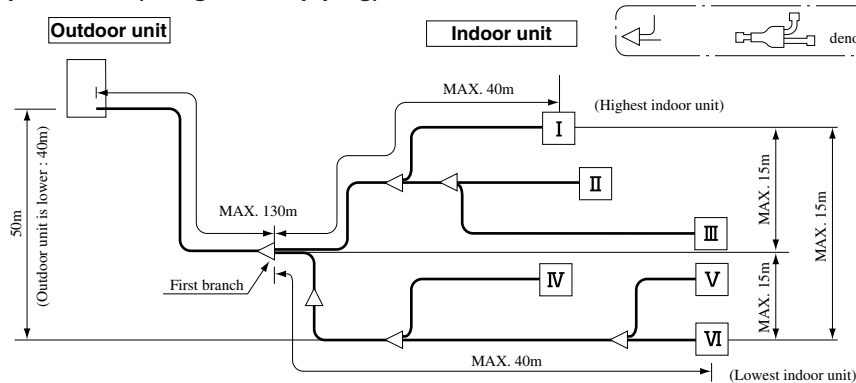 Outdoor unit
Indoor unit
MAX. 40m
(Highest indoor unit)
I
II
III
MAX. 15m
MAX. 15m
MAX. 130m
50m
(Outdoor unit is lower : 40m)
First branch
IV
V
VI
MAX. 15m
MAX. 40m
(Lowest indoor unit)